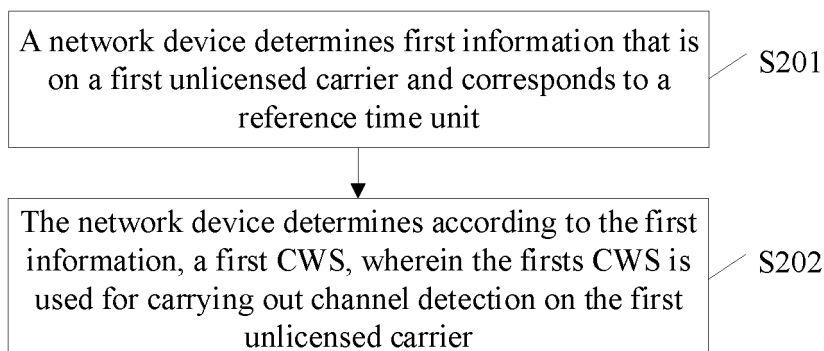 A network device determines first information that is
on a first unlicensed carrier and corresponds to a
reference time unit
S201
The network device determines according to the first
information, a first CWS, wherein the firsts CWS is
used for carrying out channel detection on the first
unlicensed carrier
S202